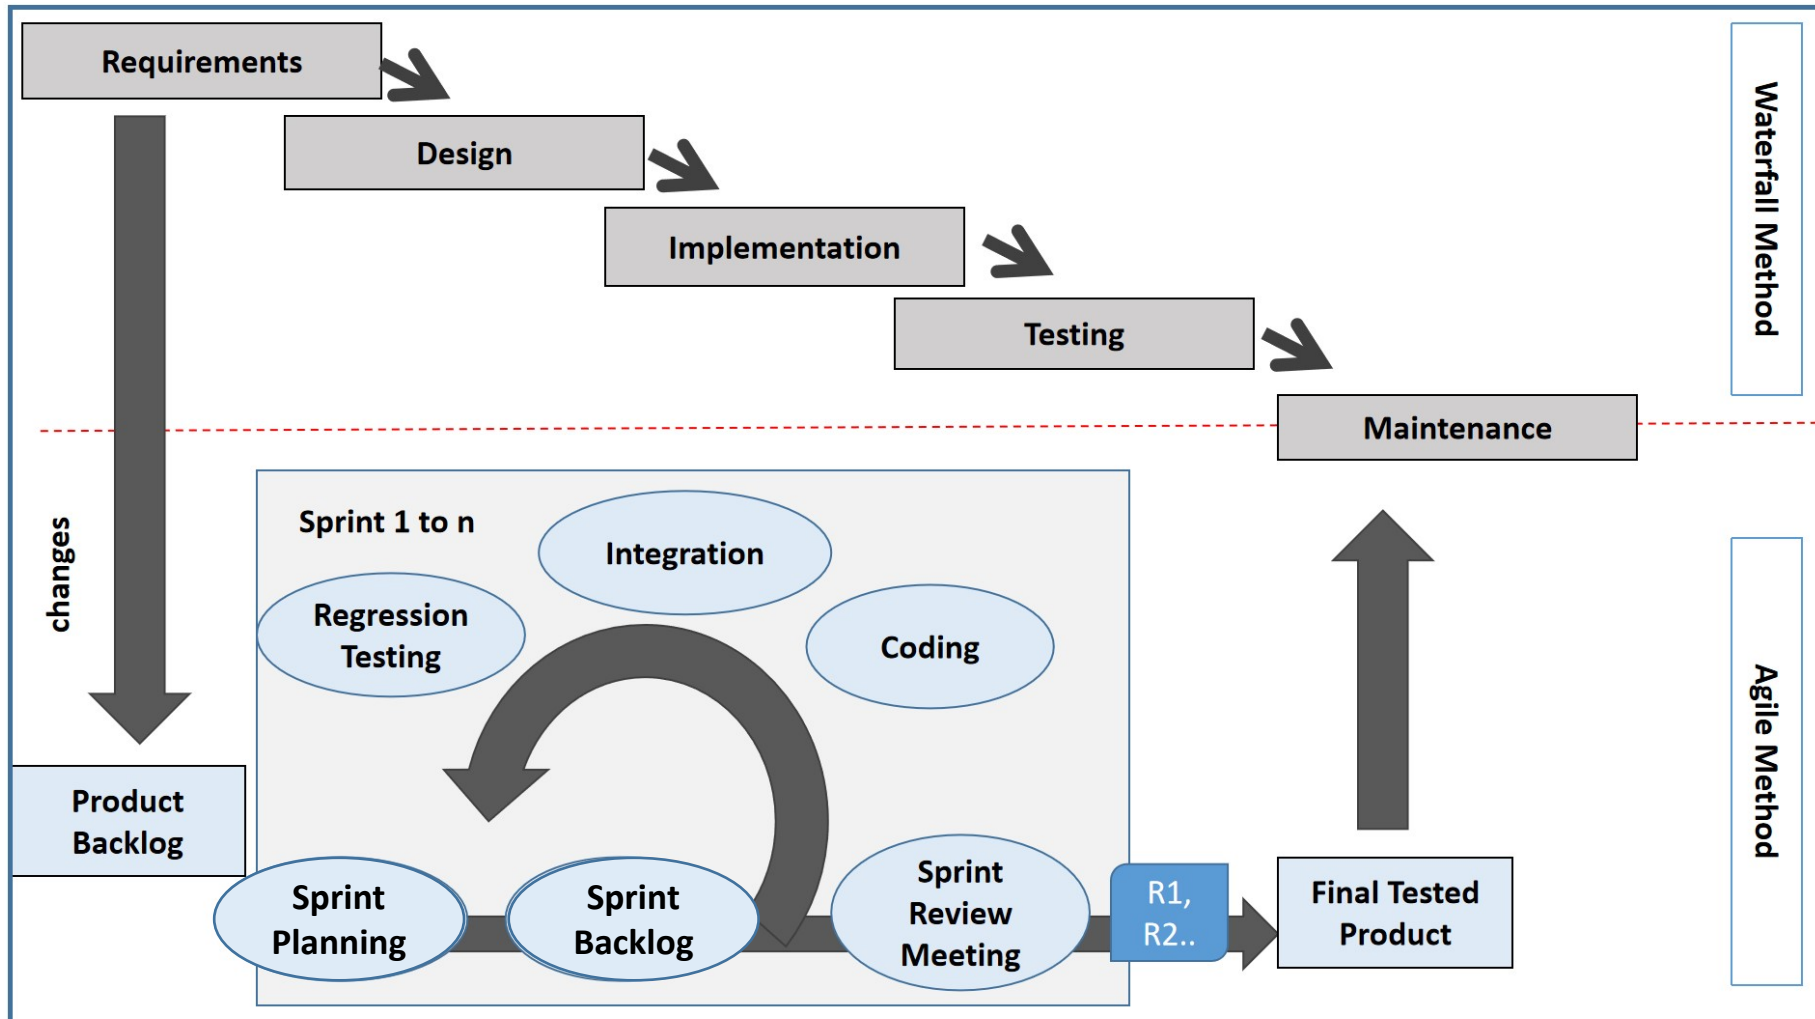 Requirements
Design
Implementation
Testing
Maintenance
Waterfall Method
changes
Sprint 1 to n
Integration
Regression
Testing
Coding
Product
Backlog
Sprint
Planning
Sprint
Backlog
Sprint
Review
Meeting
R1,
R2..
Final Tested
Product
Agile Method